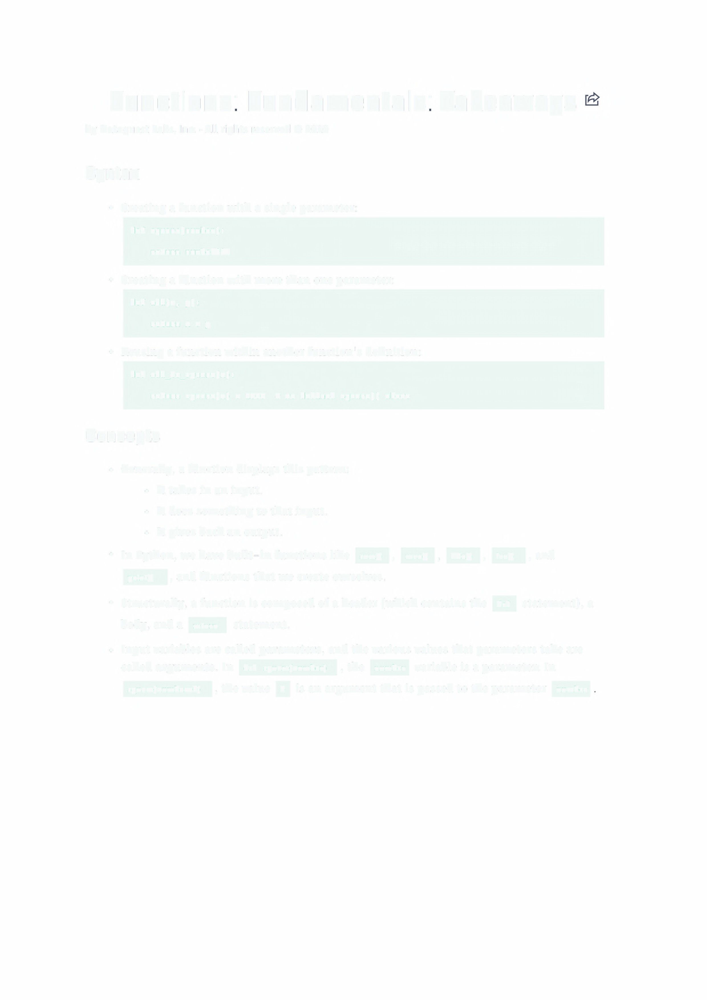 Functions: Fundamentals: Takeaways
By Dataquest Labs, Inc. - All rights reserved © 2020
Syntax
Creating a function with a single parameter:
def square(number):
return number**2
Creating a function with more than one parameter:
def add(x, y):
return x + y
Reusing a function within another function's definition:
def add_to_square(x):
return square(x) + 1000 # we defined square() above
Concepts
Generally, a function displays this pattern:
It takes in an input.
It does something to that input.
It gives back an output.
In Python, we have built-in functions like sum() , , , len() , and
print() , and functions that we create ourselves.
Structurally, a function is composed of a header (which contains the def statement), a
body, and a return statement.
Input variables are called parameters, and the various values that parameters take are
called arguments. In def square(number) , the number variable is a parameter. In
, the value is an argument that is passed to the parameter number .